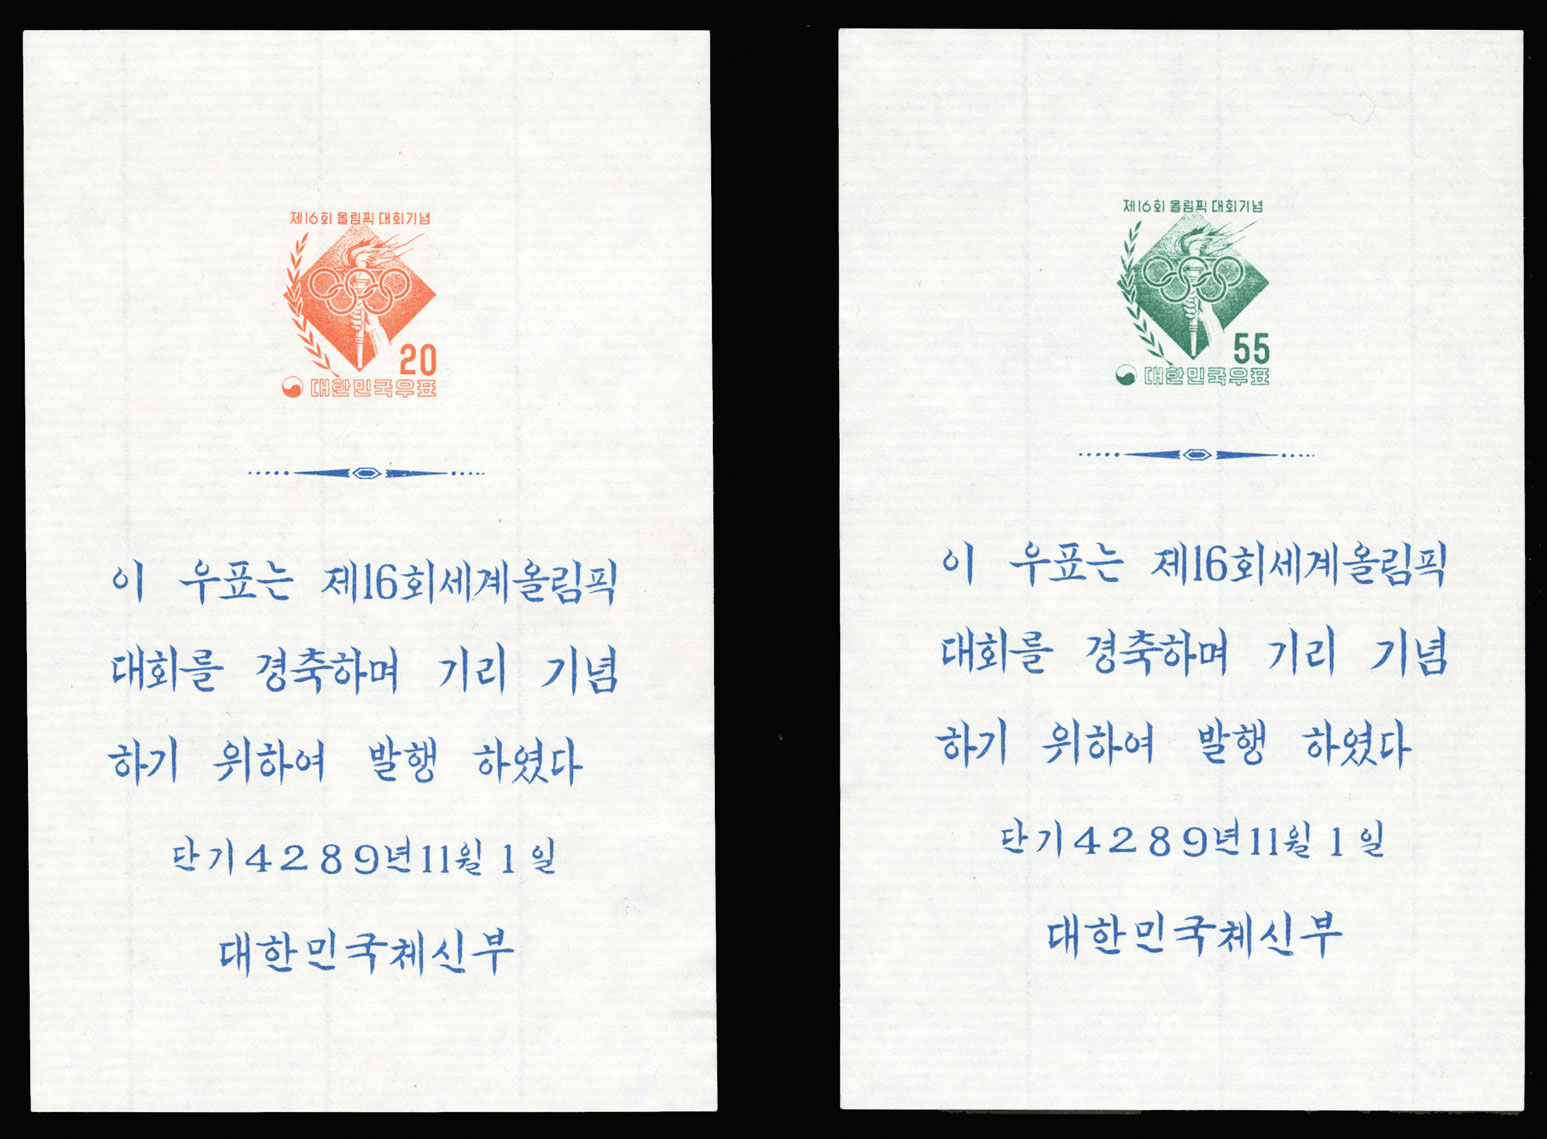 제16회 올림픽 대회기념
20
대한민국우표
이 우표는 제16회세계올림픽
대회를 경축하며 기리 기념
하기 위하여 발행 하였다
단기4289년11월1일
대한민국체신부
제16회 올림픽 대회기념
55
대한민국우표
이 우표는 제16회세계올림픽
대회를 경축하며 기리 기념
하기 위하여 발행 하였다
단기4289년11월1일
대한민국체신부